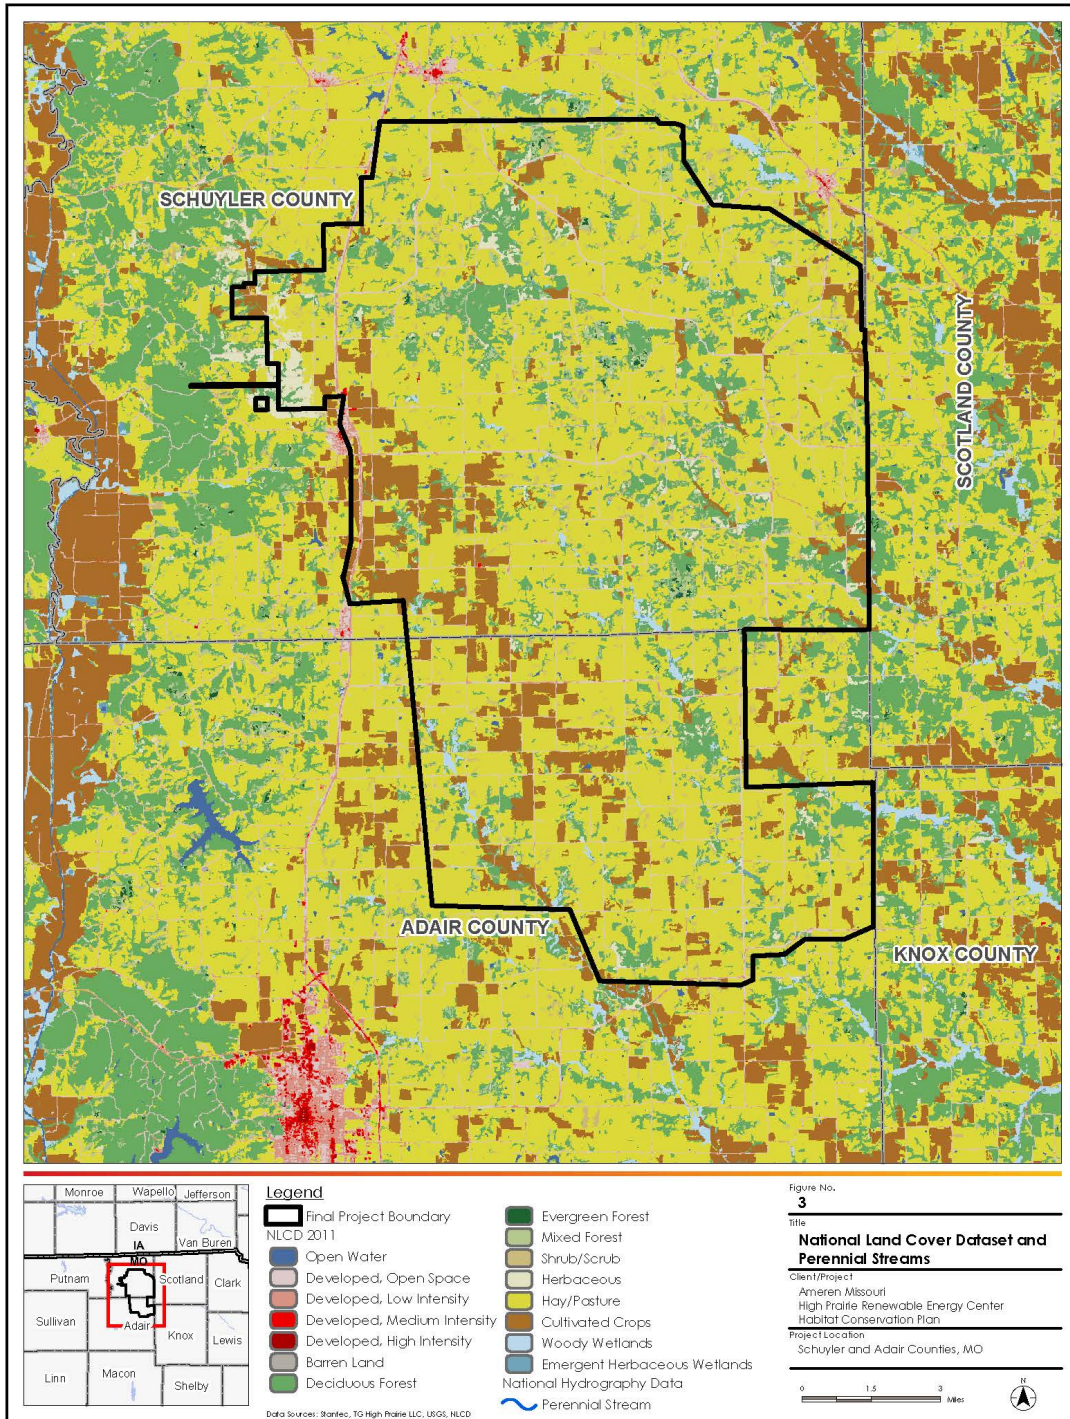 SCHUYLER COUNTY
SCOTLAND COUNTY
ADAIR COUNTY
KNOX COUNTY
Monroe
Wapello
Jefferson
Davis
Van Buren
IA
MO
Putnam
Scotland
Clark
Sullivan
Adair
Knox
Lewis
Linn
Macon
Shelby
Legend
Final Project Boundary
NLCD 2011
Open Water
Developed, Open Space
Developed, Low Intensity
Developed, Medium Intensity
Developed, High Intensity
Barren Land
Deciduous Forest
Evergreen Forest
Mixed Forest
Shrub/Scrub
Herbaceous
Hay/Pasture
Cultivated Crops
Woody Wetlands
Emergent Herbaceous Wetlands
National Hydrography Data
Perennial Stream
Data Sources: Stantec, TG High Prairie LLC, USGS, NLCD
Figure No.
3
Title
National Land Cover Dataset and
Perennial Streams
Client/Project
Ameren Missouri
High Prairie Renewable Energy Center
Habitat Conservation Plan
Project Location
Schuyler and Adair Counties, MO
0 1.5 3
Miles
N